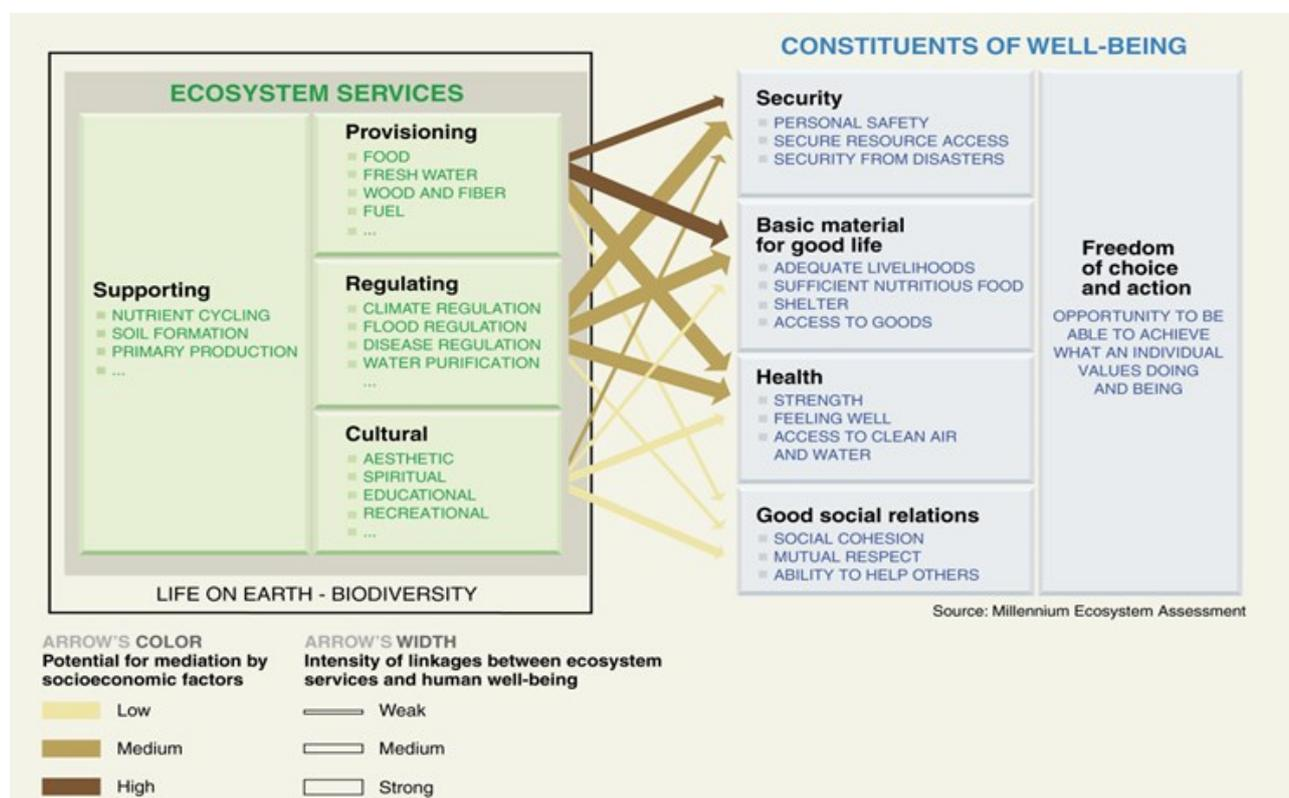 ECOSYSTEM SERVICES
Supporting
NUTRIENT CYCLING
SOIL FORMATION
PRIMARY PRODUCTION
...
Provisioning
FOOD
FRESH WATER
WOOD AND FIBER
FUEL
...
Regulating
CLIMATE REGULATION
FLOOD REGULATION
DISEASE REGULATION
WATER PURIFICATION
...
Cultural
AESTHETIC
SPIRITUAL
EDUCATIONAL
RECREATIONAL
...
LIFE ON EARTH - BIODIVERSITY
CONSTITUENTS OF WELL-BEING
Security
PERSONAL SAFETY
SECURE RESOURCE ACCESS
SECURITY FROM DISASTERS
Basic material
for good life
ADEQUATE LIVELIHOODS
SUFFICIENT NUTRITIOUS FOOD
SHELTER
ACCESS TO GOODS
Health
STRENGTH
FEELING WELL
ACCESS TO CLEAN AIR
AND WATER
Good social relations
SOCIAL COHESION
MUTUAL RESPECT
ABILITY TO HELP OTHERS
Freedom
of choice
and action
OPPORTUNITY TO BE
ABLE TO ACHIEVE
WHAT AN INDIVIDUAL
VALUES DOING
AND BEING
Source: Millennium Ecosystem Assessment
ARROW'S COLOR
Potential for mediation by
socioeconomic factors
Low
Medium
High
ARROW'S WIDTH
Intensity of linkages between ecosystem
services and human well-being
Weak
Medium
Strong